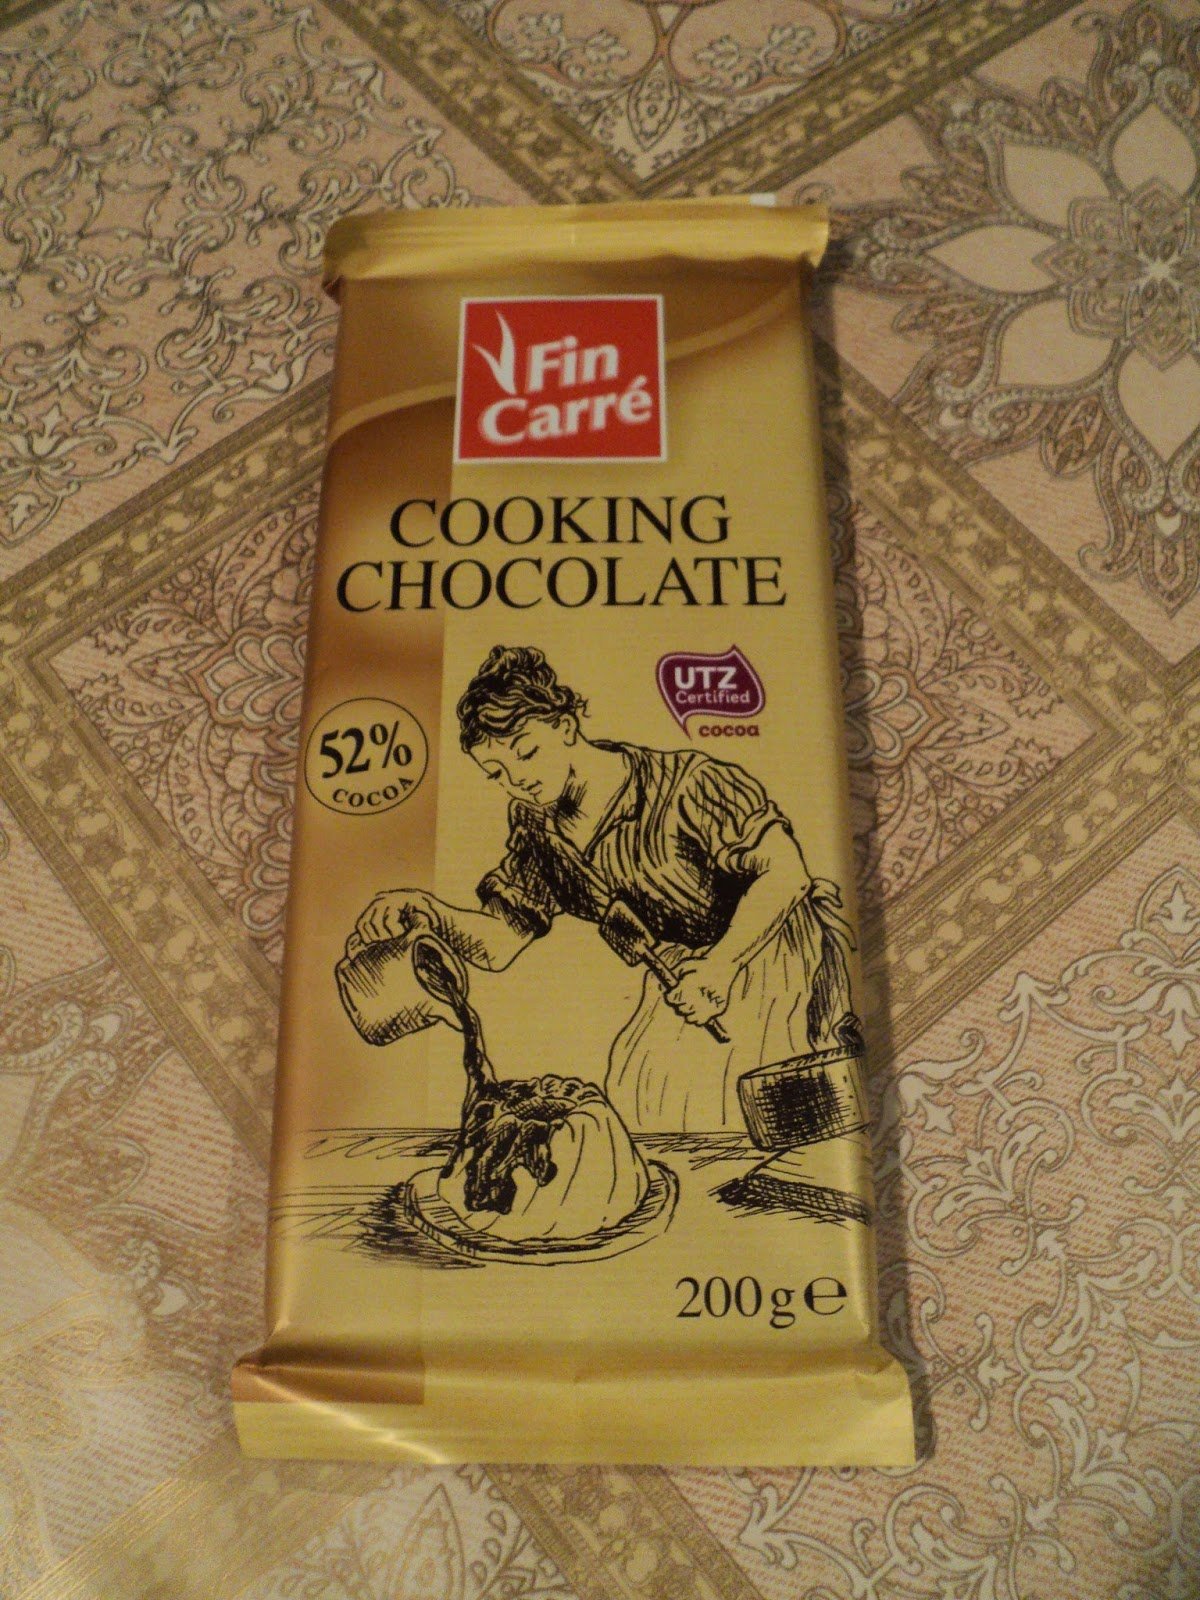 Fin
Carré
COOKING
CHOCOLATE
UTZ
Certified
cocoa
52%
COCOA
200g℮